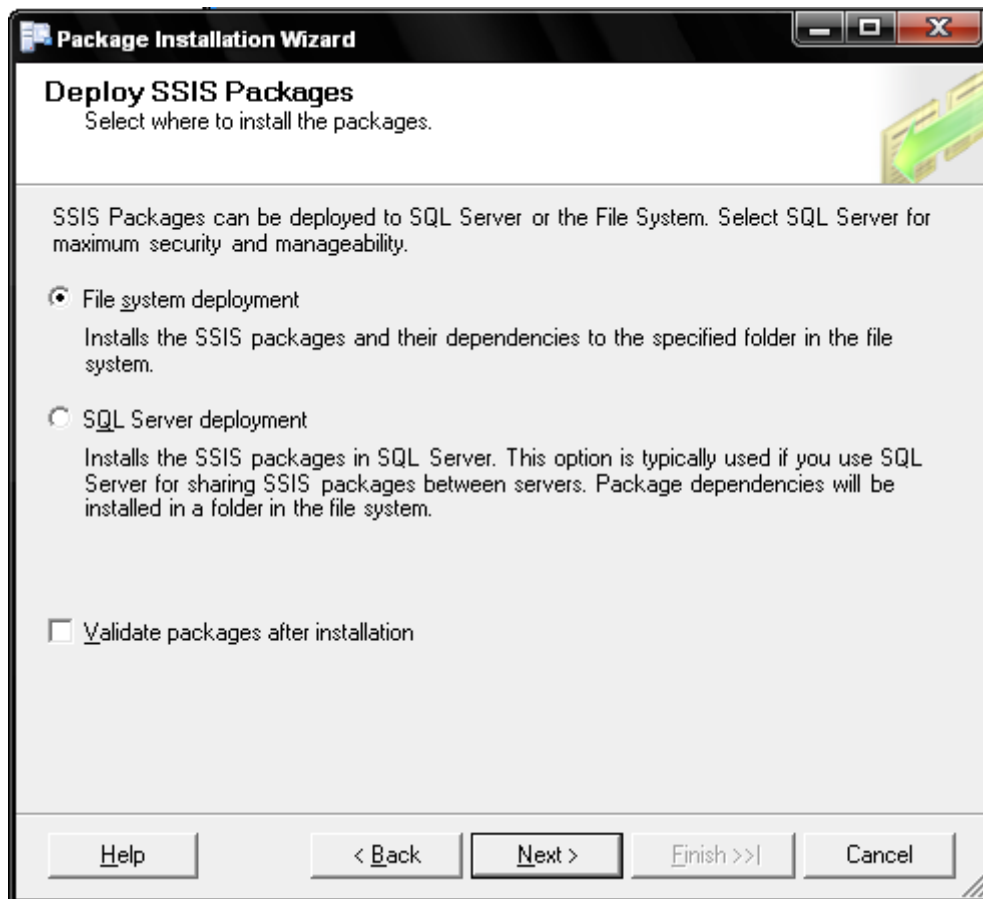 Package Installation Wizard
Deploy SSIS Packages
Select where to install the packages.
SSIS Packages can be deployed to SQL Server or the File System. Select SQL Server for
maximum security and manageability.
File system deployment
Installs the SSIS packages and their dependencies to the specified folder in the file
system.
SQL Server deployment
Installs the SSIS packages in SQL Server. This option is typically used if you use SQL
Server for sharing SSIS packages between servers. Package dependencies will be
installed in a folder in the file system.
Validate packages after installation
Help
< Back
Next >
Finish >>|
Cancel